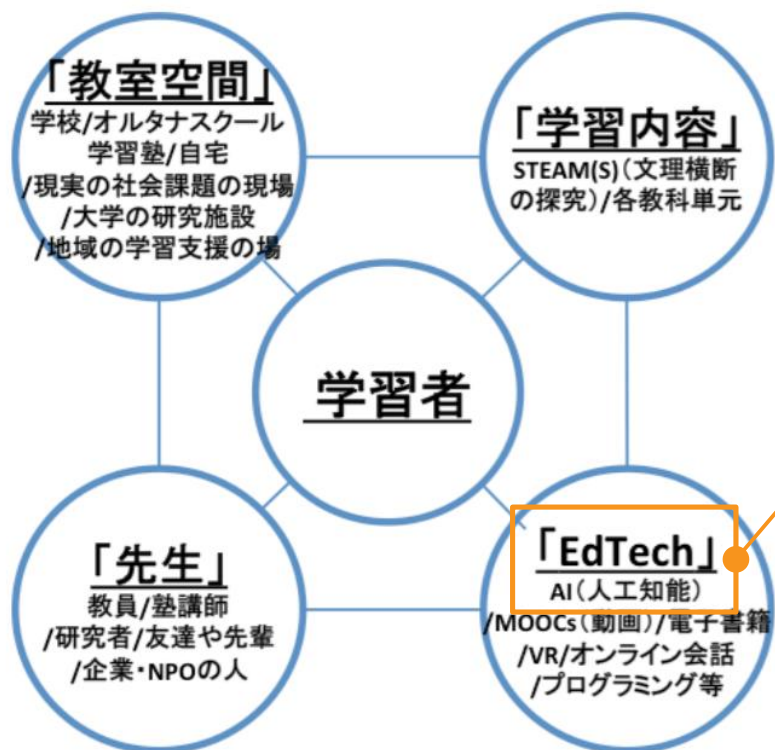 「教室空間」
学校/オルタナスクール
学習塾/自宅
/現実の社会課題の現場
/大学の研究施設
/地域の学習支援の場
「学習内容」
STEAM(S)(文理横断
の探究)/各教科単元
学習者
「先生」
教員/塾講師
/研究者/友達や先輩
/企業・NPOの人
「EdTech」
AI(人工知能)
/MOOCs(動画)/電子書籍
/VR/オンライン会話
/プログラミング等